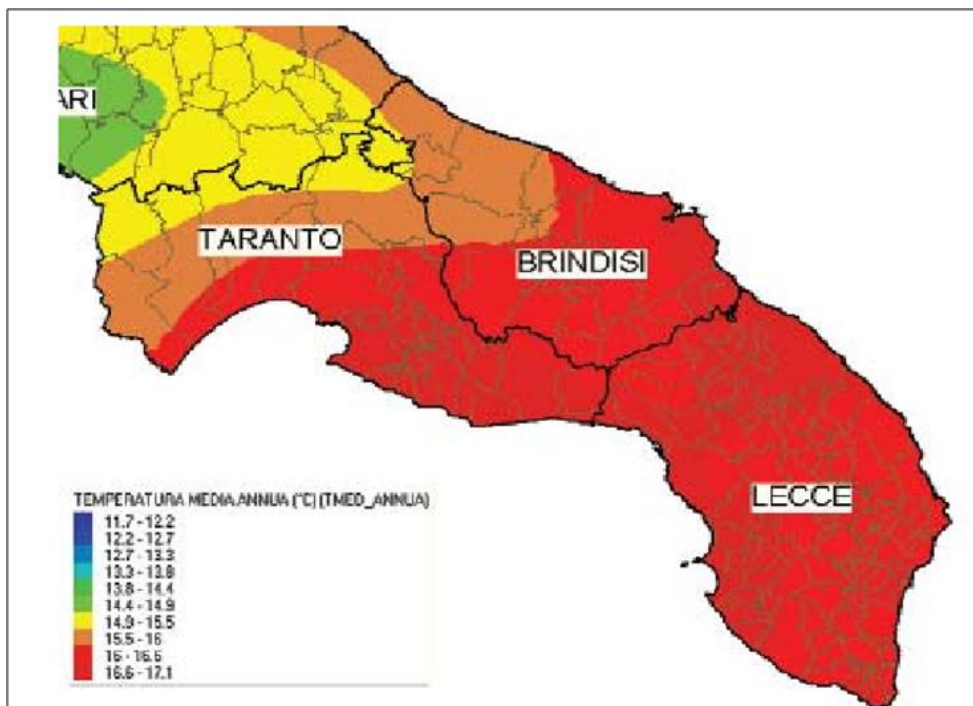 ARI
TARANTO
BRINDISI
LECCE
TEMPERATURA MEDIA ANNUA (°C) (TMED_ANNUA)
11.7 - 12.2
12.2 - 12.7
12.7 - 13.3
13.3 - 13.8
13.8 - 14.4
14.4 - 14.9
14.9 - 15.5
15.5 - 16
16 - 16.6
16.6 - 17.1